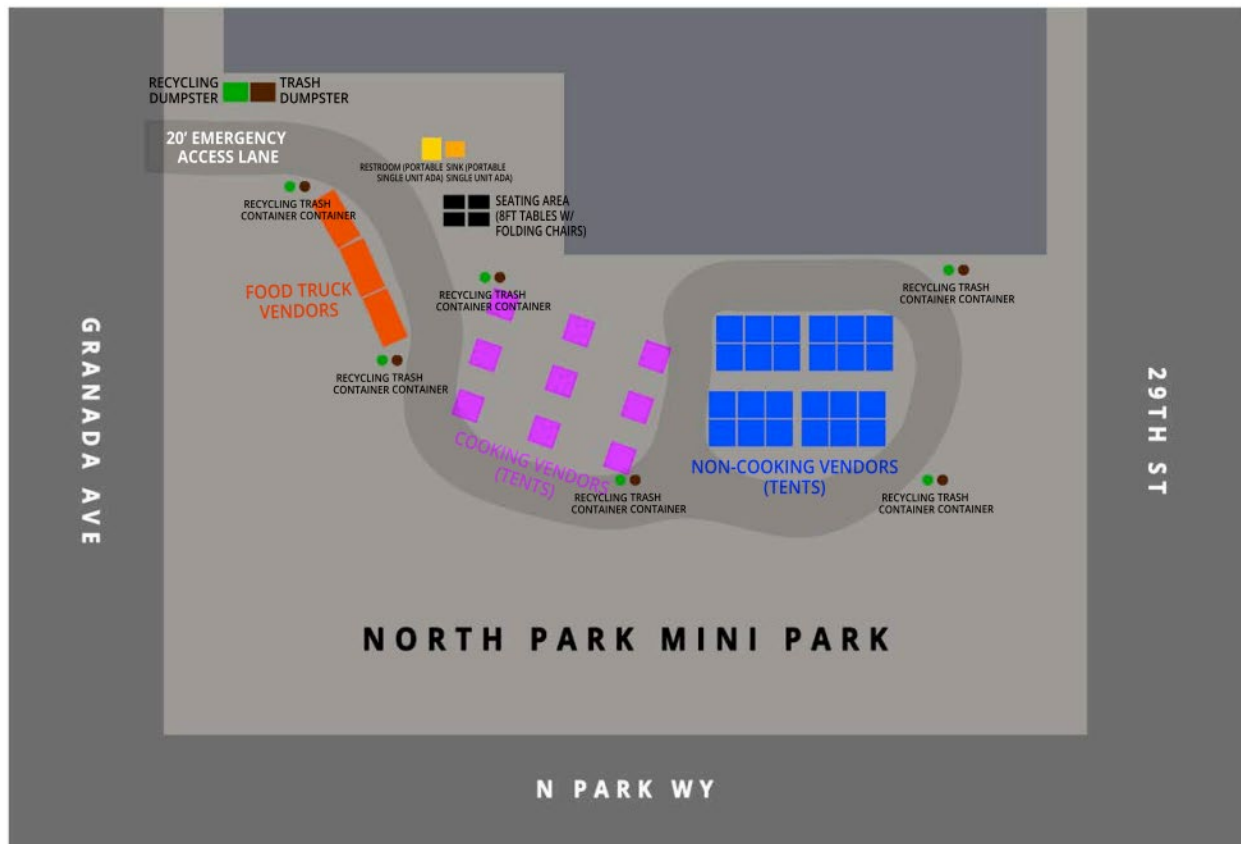 RECYCLING
DUMPSTER
TRASH
DUMPSTER
20' EMERGENCY
ACCESS LANE
RESTROOM (PORTABLE
SINGLE UNIT ADA)
SINK (PORTABLE
SINGLE UNIT ADA)
RECYCLING TRASH
CONTAINER CONTAINER
SEATING AREA
(8FT TABLES W/
FOLDING CHAIRS)
FOOD TRUCK
VENDORS
RECYCLING TRASH
CONTAINER CONTAINER
RECYCLING TRASH
CONTAINER CONTAINER
RECYCLING TRASH
CONTAINER CONTAINER
COOKING VENDORS
(TENTS)
NON-COOKING VENDORS
(TENTS)
RECYCLING TRASH
CONTAINER CONTAINER
RECYCLING TRASH
CONTAINER CONTAINER
GRANADA AVE
29TH ST
NORTH PARK MINI PARK
N PARK WY